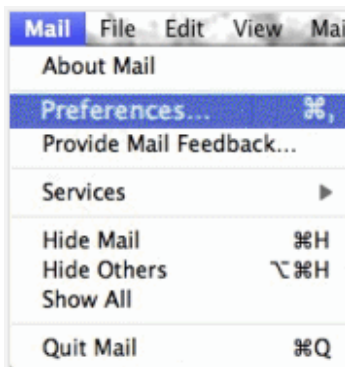 Mail File Edit View Mai
About Mail
Preferences... ⌘,
Provide Mail Feedback...
Services ▶
Hide Mail ⌘H
Hide Others ⌥⌘H
Show All
Quit Mail ⌘Q